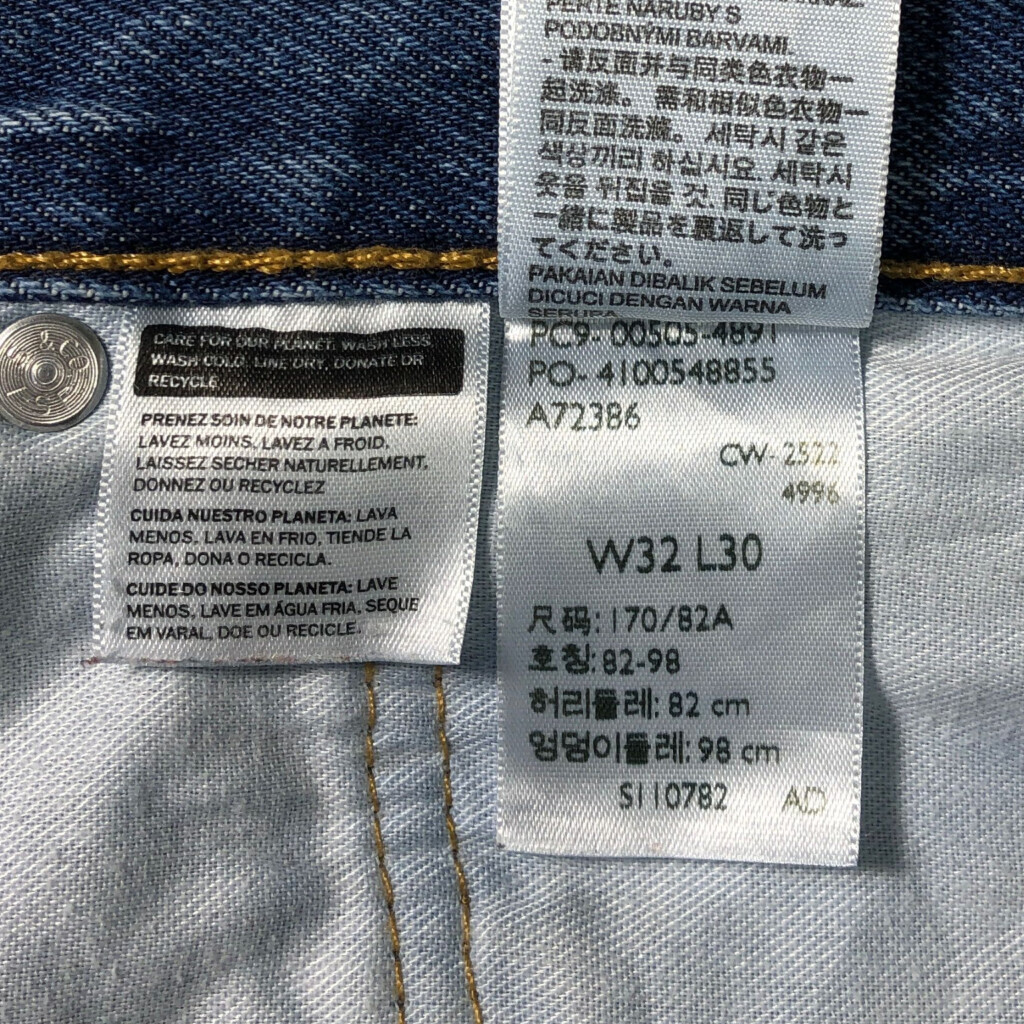 PERTE NARUBY S
PODOBNYMI BARVAMI.
- 请反面并与同类色衣物一
起洗涤。需和相似色衣物一
同反面洗滌。세탁시 같은
색상끼리 하십시요. 세탁시
옷을 뒤집을 것. 同じ色物と
一緒に製品を裏返して洗っ
てください。
PAKAIAN DIBALIK SEBELUM
DICUCI DENGAN WARNA
SERUPA
CARE FOR OUR PLANET: WASH LESS,
WASH COLD, LINE DRY, DONATE OR
RECYCLE
PRENEZ SOIN DE NOTRE PLANETE:
LAVEZ MOINS, LAVEZ A FROID,
LAISSEZ SECHER NATURELLEMENT,
DONNEZ OU RECYCLEZ
CUIDA NUESTRO PLANETA: LAVA
MENOS, LAVA EN FRIO, TIENDE LA
ROPA, DONA O RECICLA.
CUIDE DO NOSSO PLANETA: LAVE
MENOS, LAVE EM ÁGUA FRIA, SEQUE
EM VARAL, DOE OU RECICLE.
PC9- 00505-4891
PO- 4100548855
A72386
CW- 2522
4996
W32 L30
尺码: 170/82A
호칭: 82-98
허리둘레: 82 cm
엉덩이둘레: 98 cm
S110782 AD